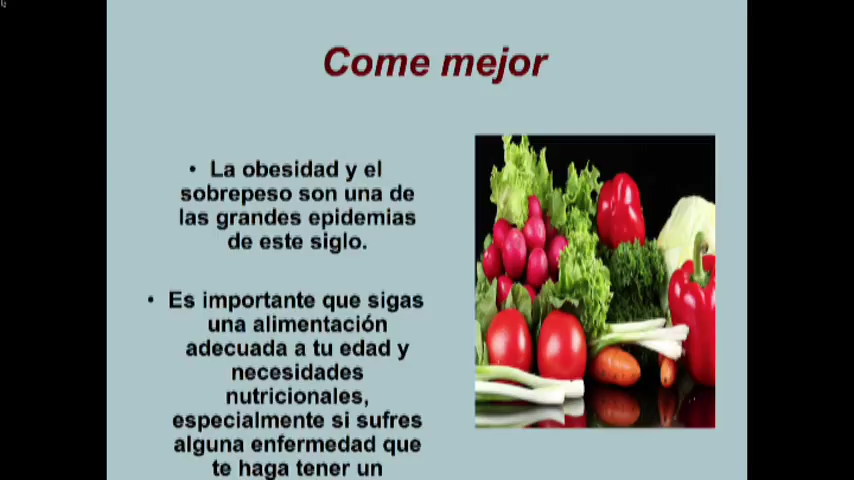 Come mejor
• La obesidad y el
sobrepeso son una de
las grandes epidemias
de este siglo.
• Es importante que sigas
una alimentación
adecuada a tu edad y
necesidades
nutricionales,
especialmente si sufres
alguna enfermedad que
te haga tener un